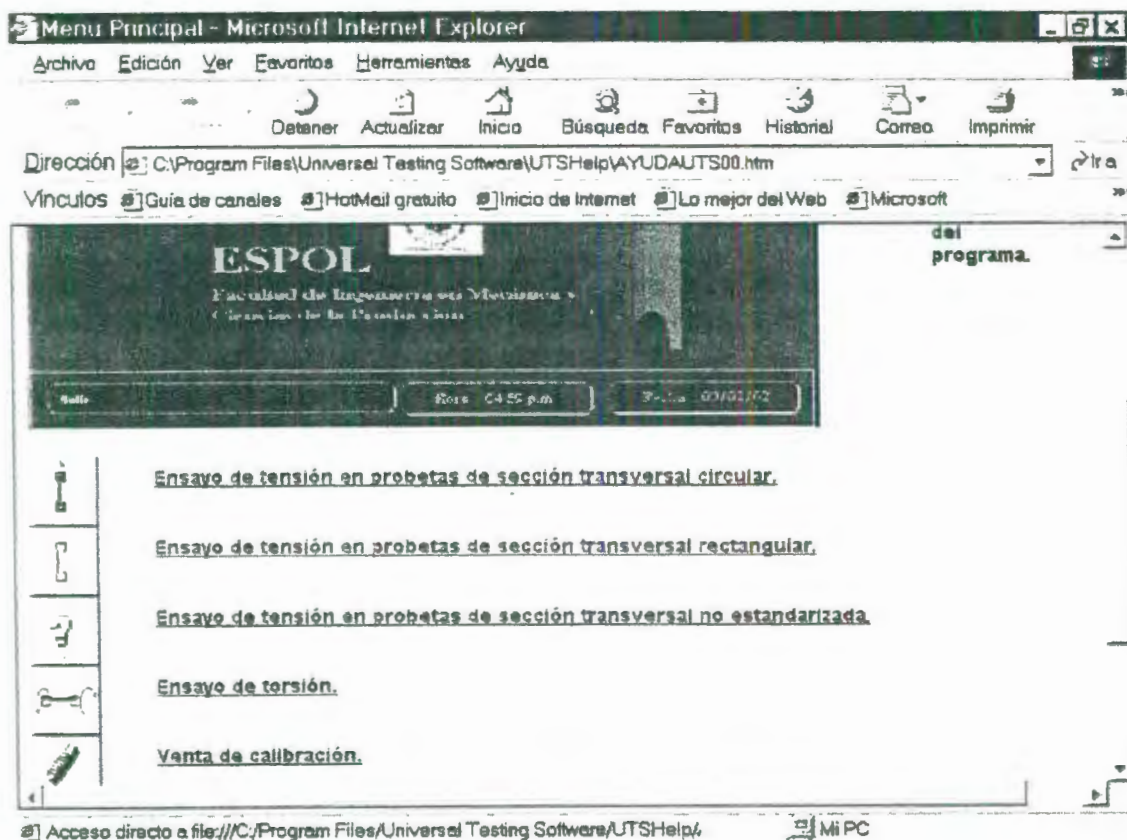 Menu Principal - Microsoft Internet Explorer
Archivo Edición Ver Favoritos Herramientas Ayuda
Detener Actualizar Inicio Búsqueda Favoritos Historial Correo Imprimir
Dirección C:\Program Files\Universal Testing Software\UTSHelp\AYUDAUTS00.htm Ir a
Vínculos Guía de canales HotMail gratuito Inicio de Internet Lo mejor del Web Microsoft
del
programa.
ESPOL
Facultad de Ingeniería en Mecánica y
Ciencias de la
Hora 04:59 p.m
Ensayo de tensión en probetas de sección transversal circular.
Ensayo de tensión en probetas de sección transversal rectangular.
Ensayo de tensión en probetas de sección transversal no estandarizada.
Ensayo de torsión.
Venta de calibración.
Acceso directo a file:///C:/Program Files/Universal Testing Software/UTSHelp/ Mi PC